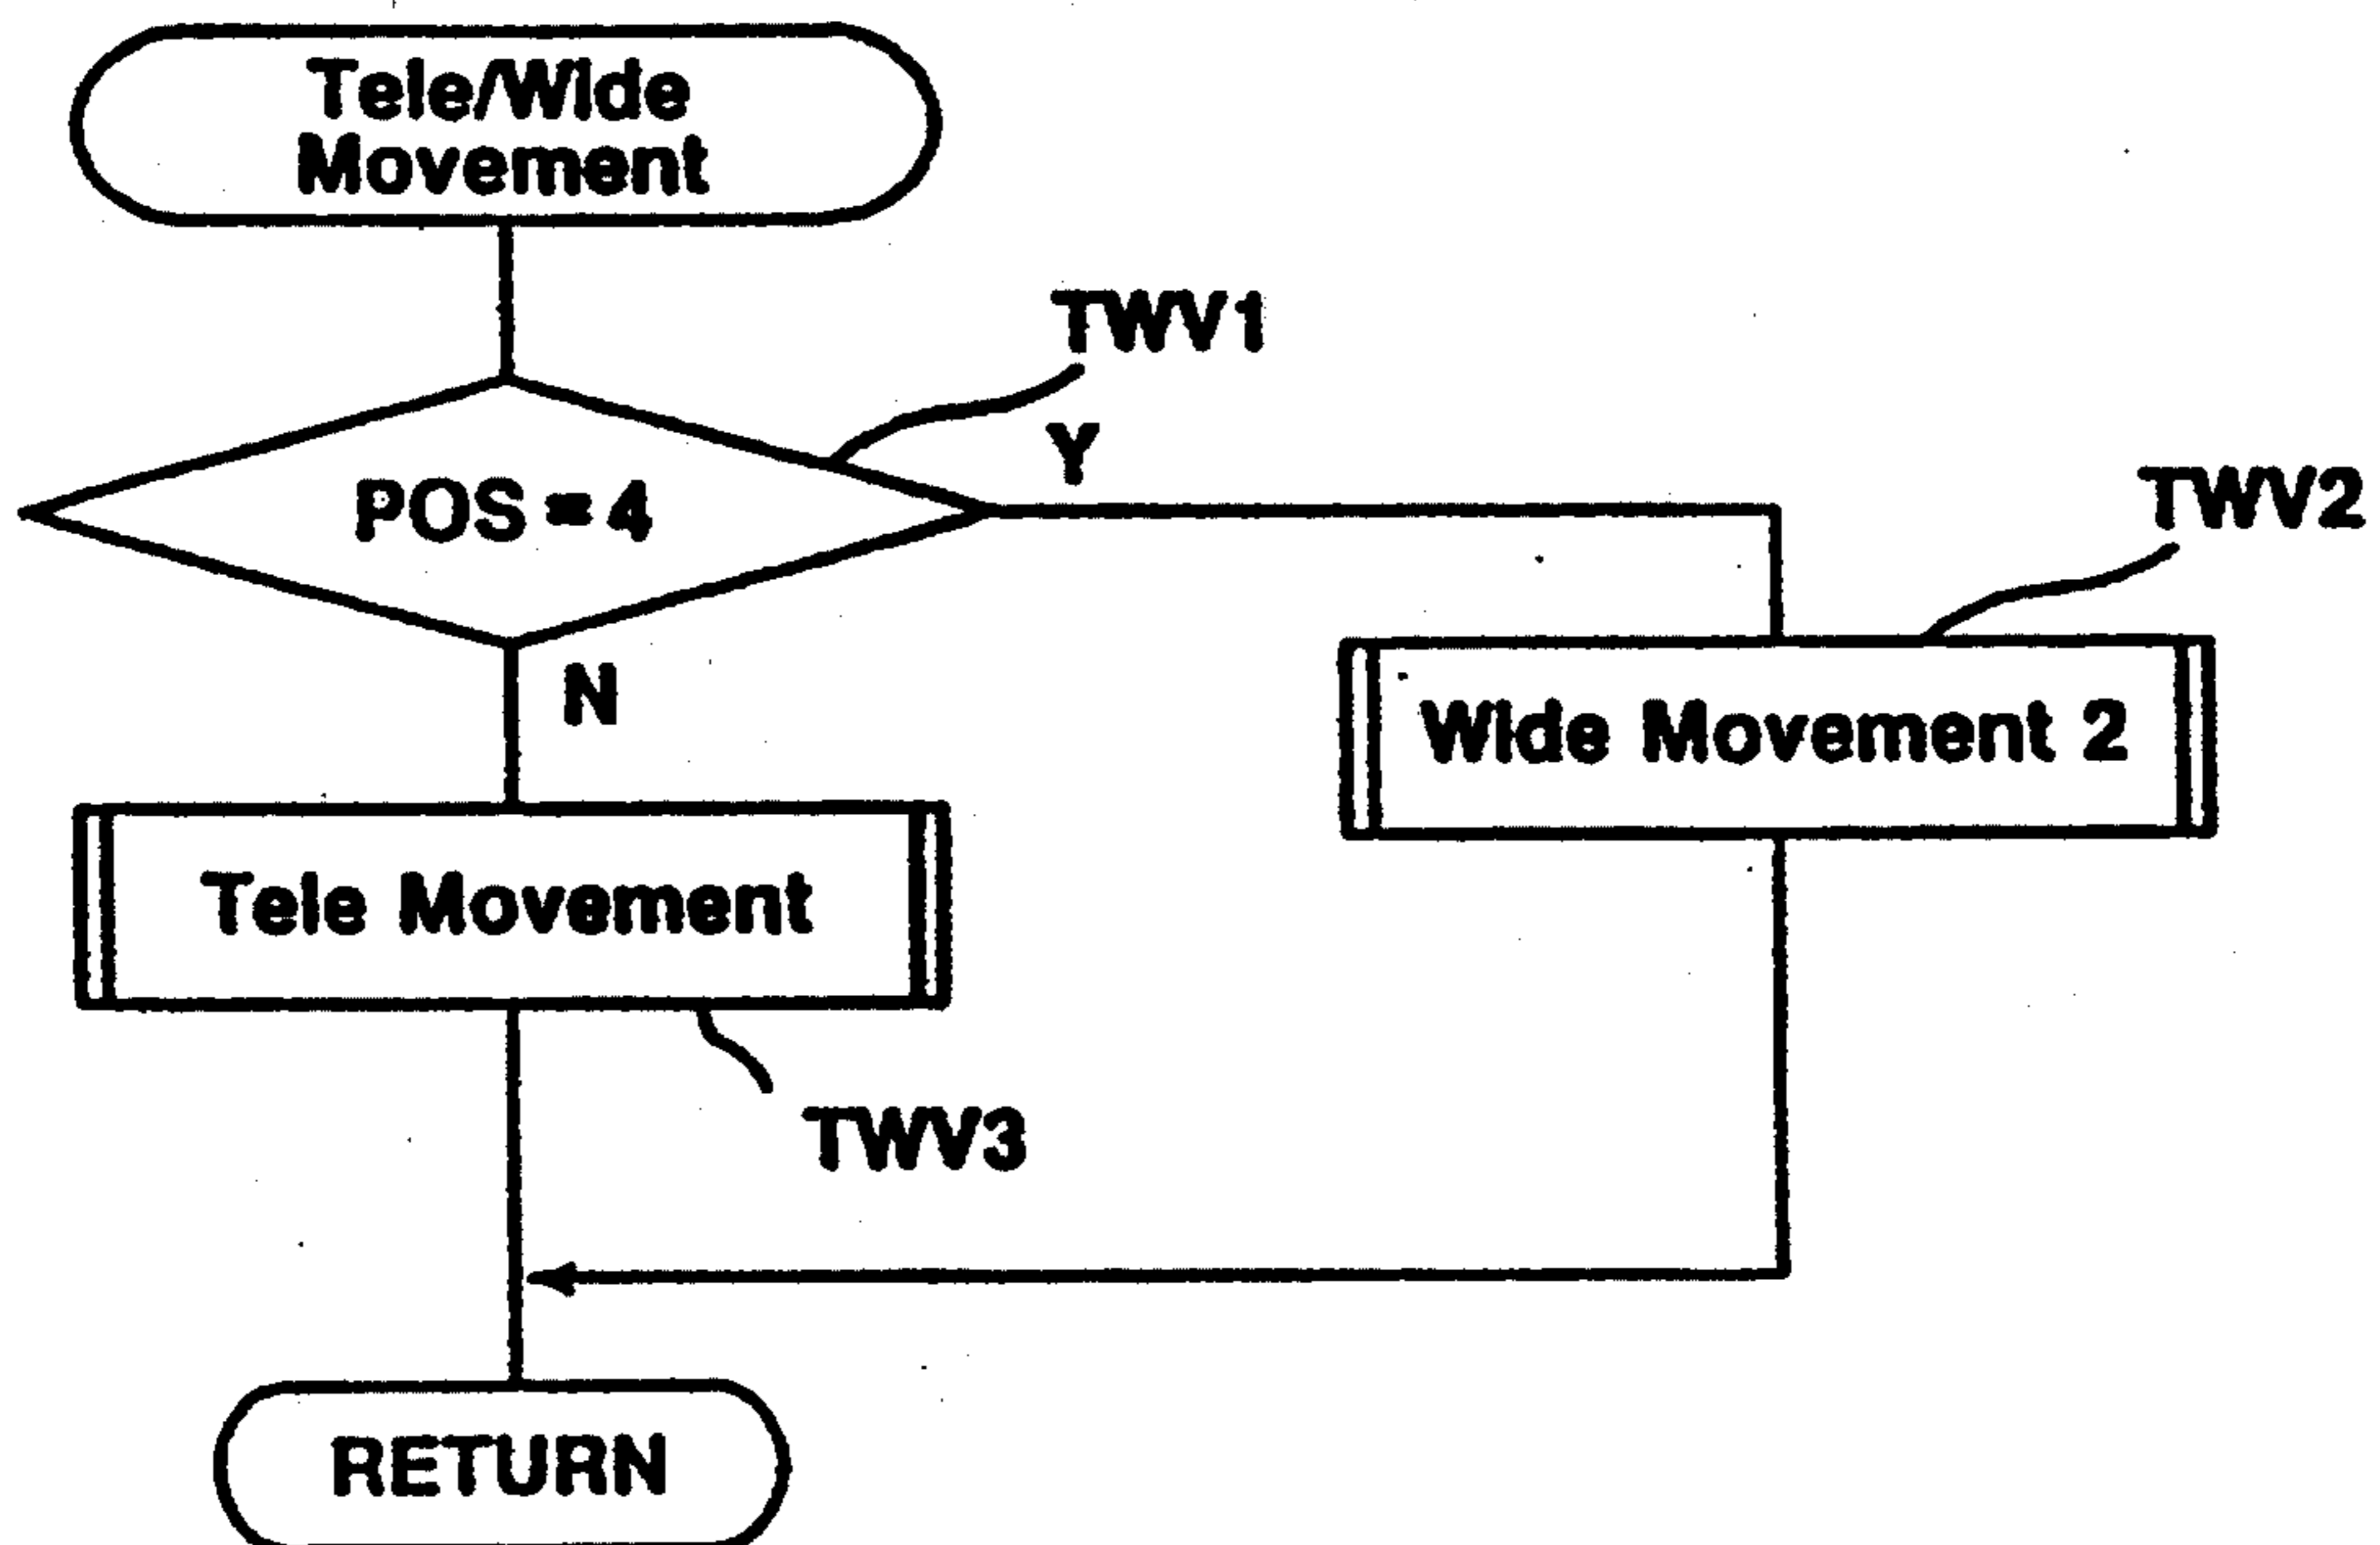 Tele/Wide
Movement
TWV1
Y
POS = 4
TWV2
N
Wide Movement 2
Tele Movement
TWV3
RETURN